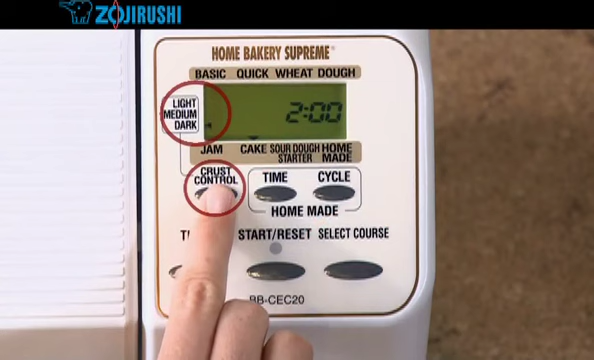 ZOJIRUSHI
HOME BAKERY SUPREME®
BASIC QUICK WHEAT DOUGH
LIGHT
MEDIUM
DARK
2:00
JAM CAKE SOUR DOUGH STARTER HOME MADE
CRUST CONTROL
TIME CYCLE
HOME MADE
START/RESET SELECT COURSE
BB-CEC20